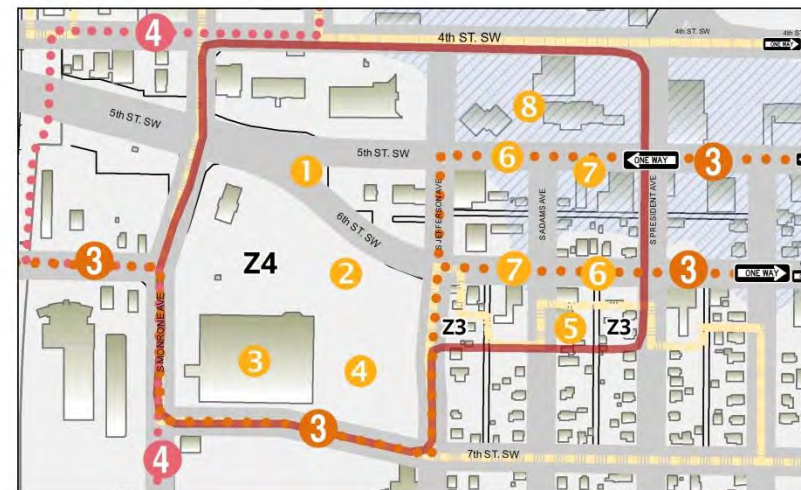 4
4th ST. SW
4th ST. SW
ONE WAY
8
5th ST. SW
5th ST. SW
6
7
ONE WAY
3
1
S JEFFERSON AVE
S ADAMS AVE
S PRESIDENT AVE
6th ST. SW
3
Z4
2
7
6
3
ONE WAY
S MONROE AVE
Z3
5
Z3
3
4
3
4
7th ST. SW